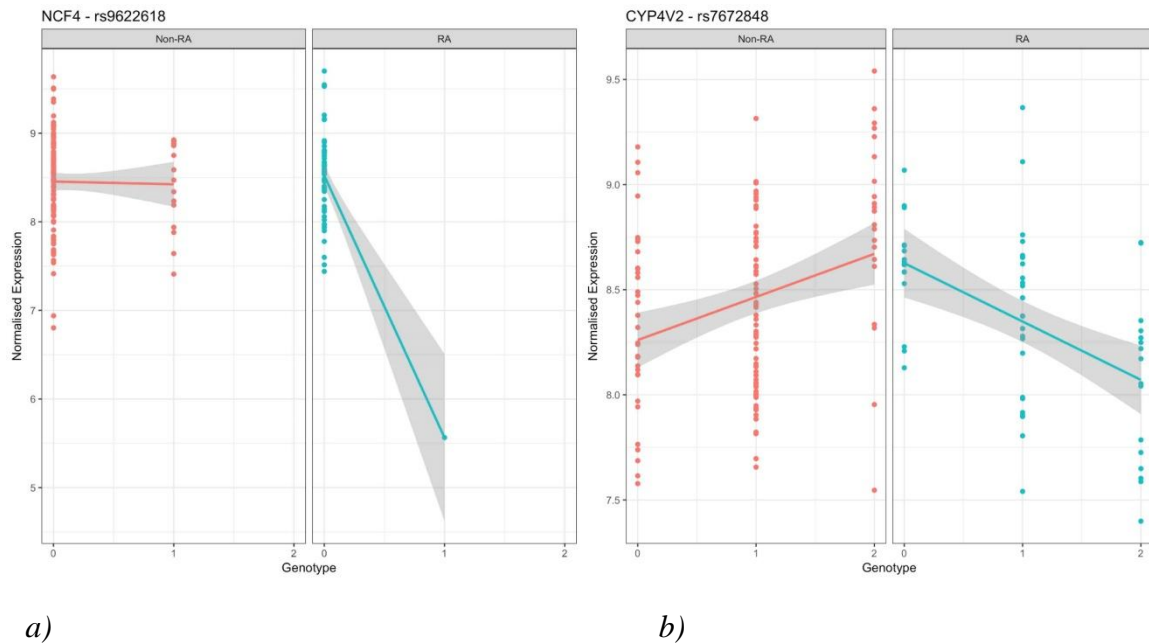 NCF4 - rs9622618
Non-RA
RA
Normalised Expression
9
8
7
6
5
0
1
2
0
1
2
Genotype
CYP4V2 - rs7672848
Non-RA
RA
Normalised Expression
9.5
9.0
8.5
8.0
7.5
0
1
2
0
1
2
Genotype
a)
b)